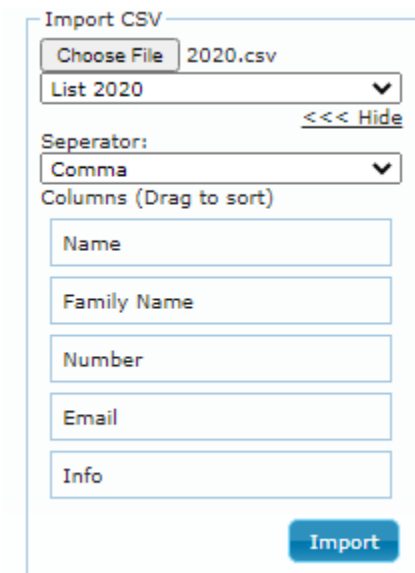 Import CSV
Choose File 2020.csv
List 2020
<<< Hide
Seperator:
Comma
Columns (Drag to sort)
Name
Family Name
Number
Email
Info
Import